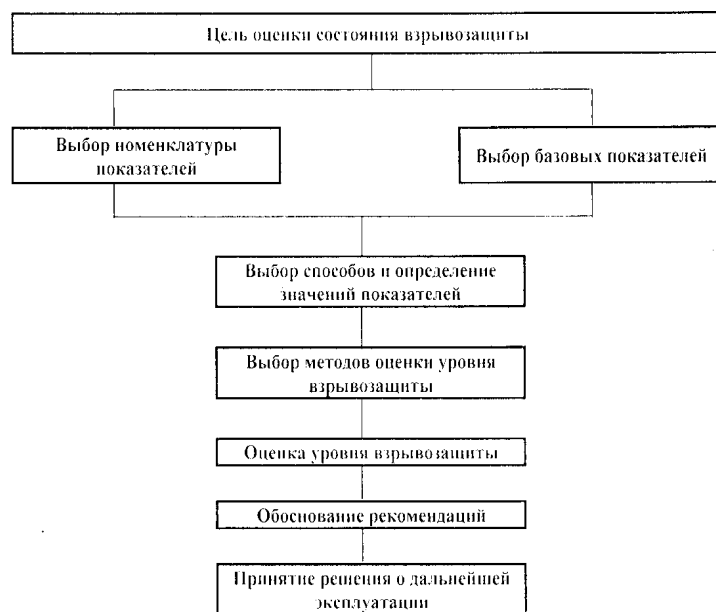 Цель оценки состояния взрывозащиты
Выбор номенклатуры
показателей
Выбор базовых показателей
Выбор способов и определение
значений показателей
Выбор методов оценки уровня
взрывозащиты
Оценка уровня взрывозащиты
Обоснование рекомендаций
Принятие решения о дальнейшей
эксплуатации